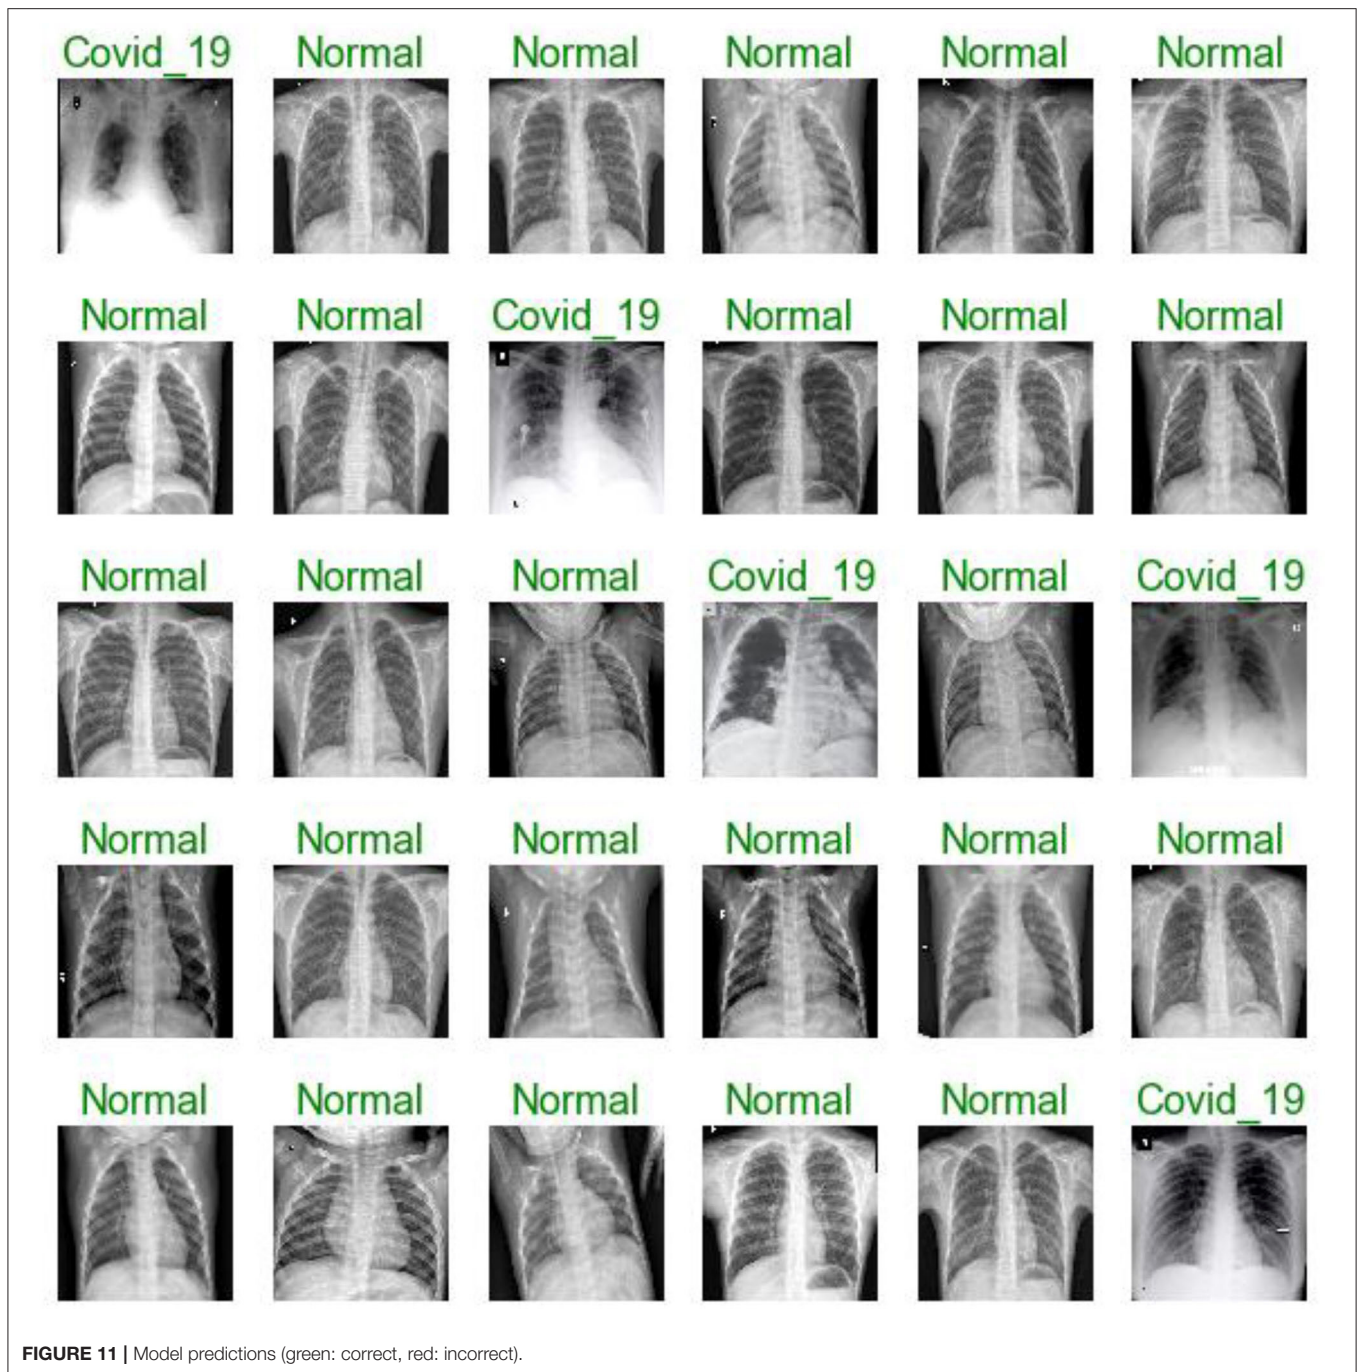 Covid_19 Normal Normal Normal Normal Normal
Normal Normal Covid_19 Normal Normal Normal
Normal Normal Normal Covid_19 Normal Covid_19
Normal Normal Normal Normal Normal Normal
Normal Normal Normal Normal Normal Covid_19
FIGURE 11 | Model predictions (green: correct, red: incorrect).